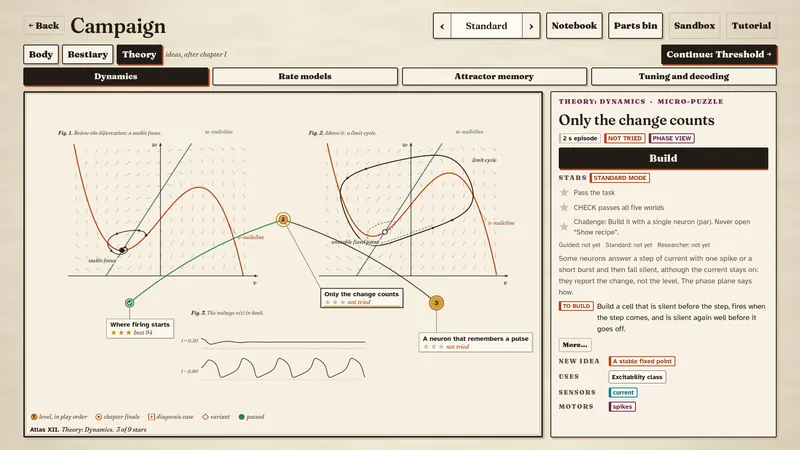 ← Back
Campaign
‹ Standard ›
Notebook
Parts bin
Sandbox
Tutorial
Body
Bestiary
Theory
ideas, after chapter I
Continue: Threshold →
Dynamics
Rate models
Attractor memory
Tuning and decoding
Fig. 1. Below the bifurcation: a stable focus.
w-nullcline
w
v-nullcline
stable focus
v
Fig. 2. Above it: a limit cycle.
w-nullcline
w
limit cycle
v-nullcline
unstable fixed point
v
2
Only the change counts
★★★ not tried
Where firing starts
★★★ best 94
3
A neuron that remembers a pulse
★★★ not tried
Fig. 3. The voltage v(t) in both.
I = 0.30
I = 0.60
level, in play order
chapter finale
diagnosis case
variant
passed
Atlas XII. Theory: Dynamics. 3 of 9 stars
THEORY: DYNAMICS • MICRO-PUZZLE
Only the change counts
2 s episode
NOT TRIED
PHASE VIEW
Build
STARS
STANDARD MODE
Pass the task
CHECK passes all five worlds
Challenge: Build it with a single neuron (par). Never open
"Show recipe".
Guided: not yet Standard: not yet Researcher: not yet
Some neurons answer a step of current with one spike or a
short burst and then fall silent, although the current stays on:
they report the change, not the level. The phase plane says
how.
TO BUILD
Build a cell that is silent before the step, fires when
the step comes, and is silent again well before it
goes off.
More...
NEW IDEA
A stable fixed point
USES
Excitability class
SENSORS
current
MOTORS
spikes